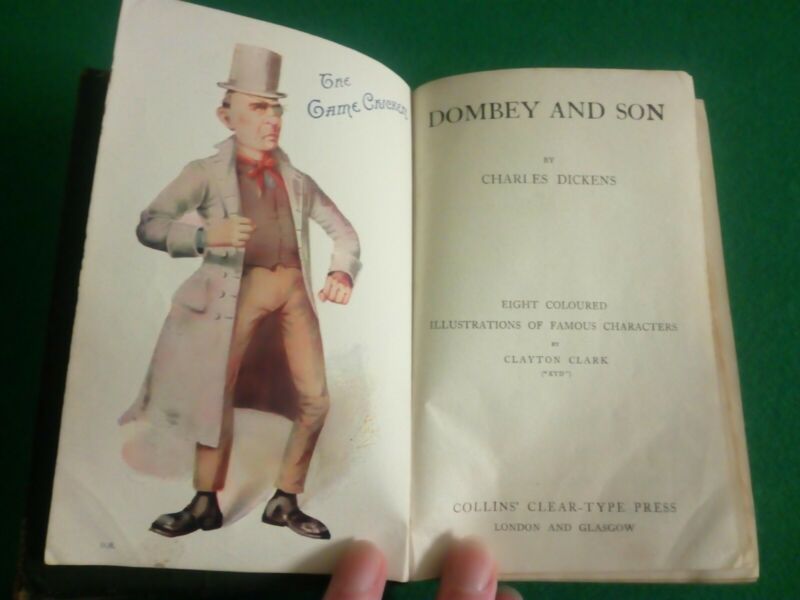 The
Game Chicken
DOMBEY AND SON
BY
CHARLES DICKENS
EIGHT COLOURED
ILLUSTRATIONS OF FAMOUS CHARACTERS
BY
CLAYTON CLARK
("KYD")
COLLINS' CLEAR-TYPE PRESS
LONDON AND GLASGOW